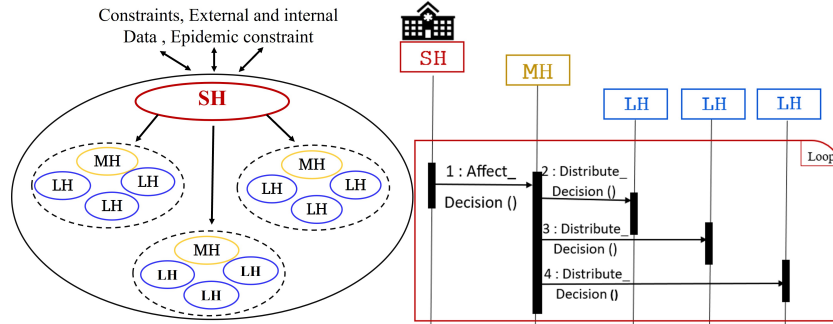 Constraints, External and internal
Data , Epidemic constraint
SH
MH
LH
LH
LH
MH
LH
LH
LH
MH
LH
LH
LH
SH
MH
LH
LH
LH
Loop
1 : Affect_
Decision ()
2 : Distribute_
Decision ()
3 : Distribute_
Decision ()
4 : Distribute_
Decision ()